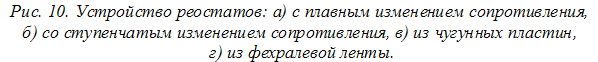 Рис. 10. Устройство реостатов: а) с плавным изменением сопротивления,
б) со ступенчатым изменением сопротивления, в) из чугунных пластин,
г) из фехралевой ленты.